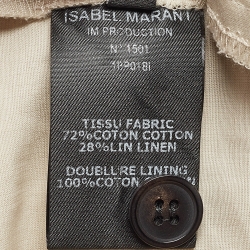 ISABEL MARANT
IM PRODUCTION
N° 1501
TISSU FABRIC
72%COTON COTTON
28%LIN LINEN
DOUBLURE LINING
100%COTON